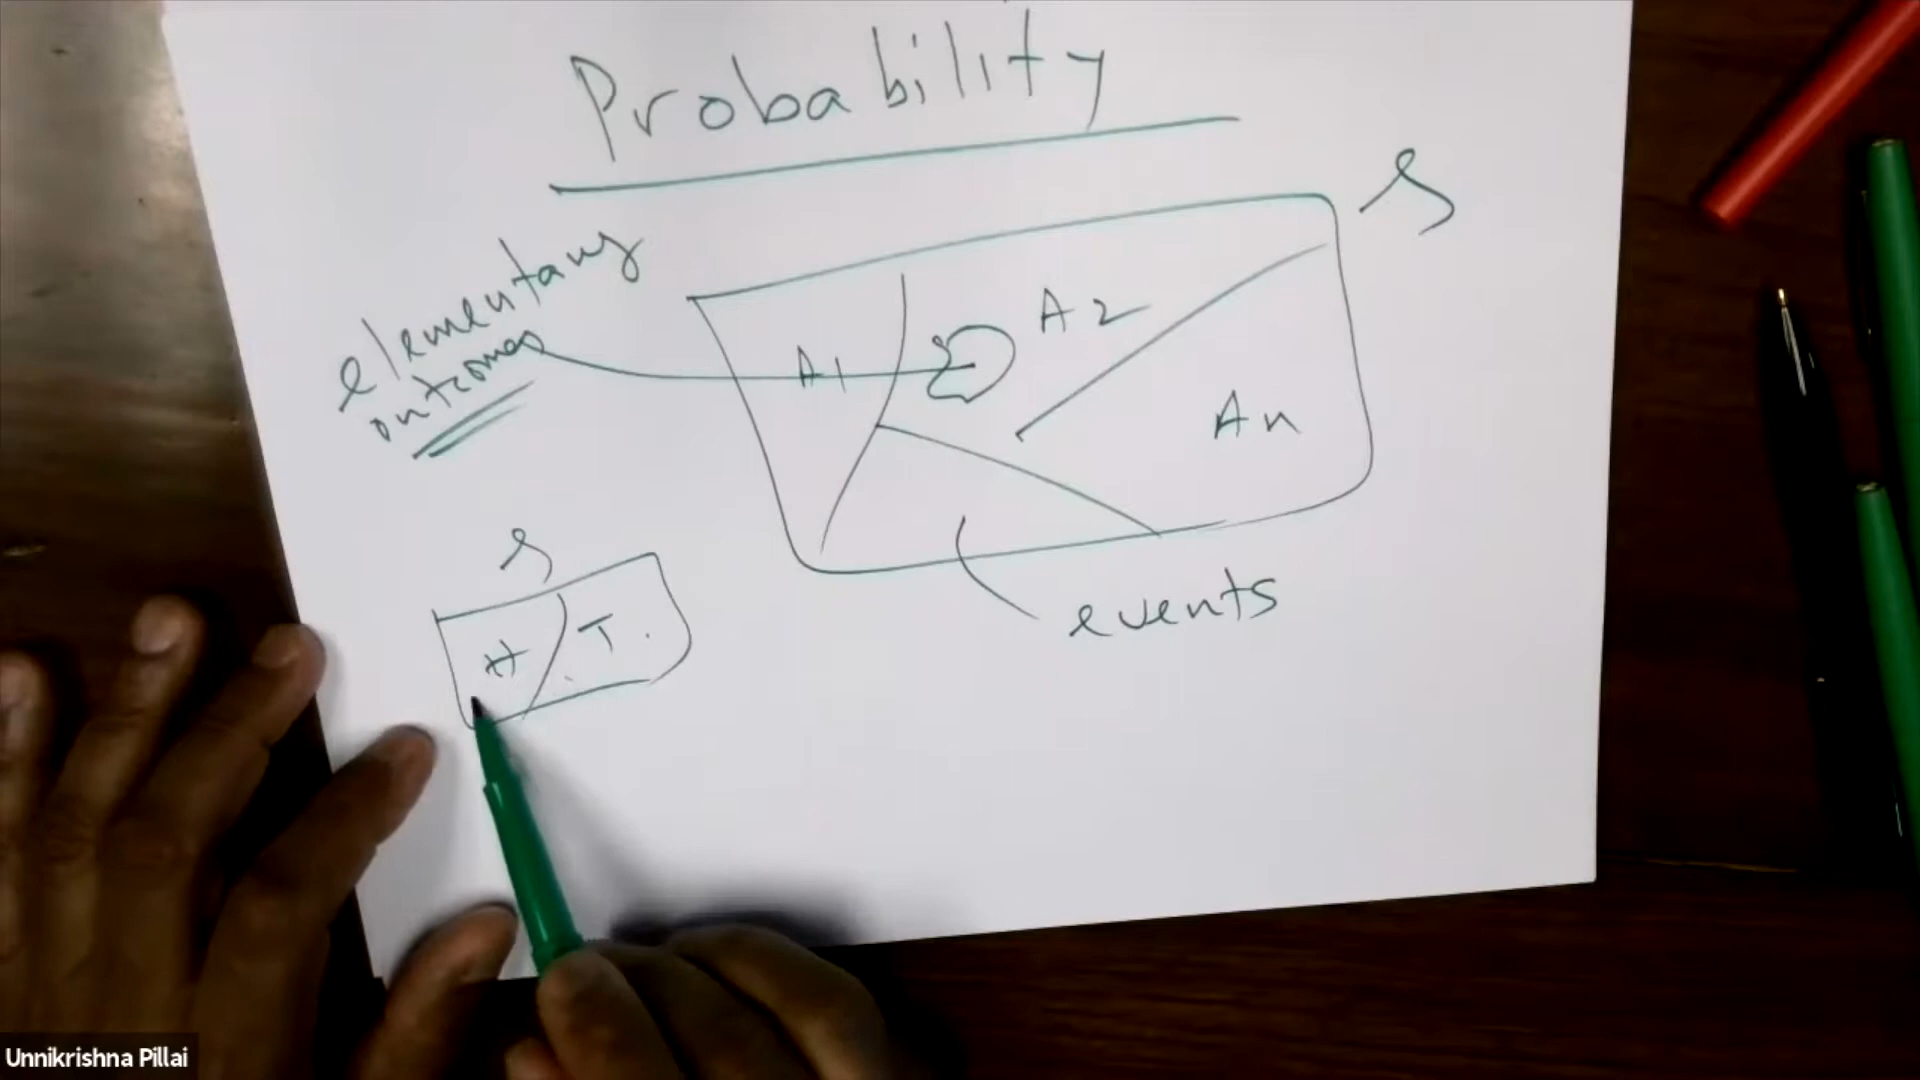 Probability
S
elementary
outcomes
A1
A2
An
events
S
H
T
Unnikrishna Pillai